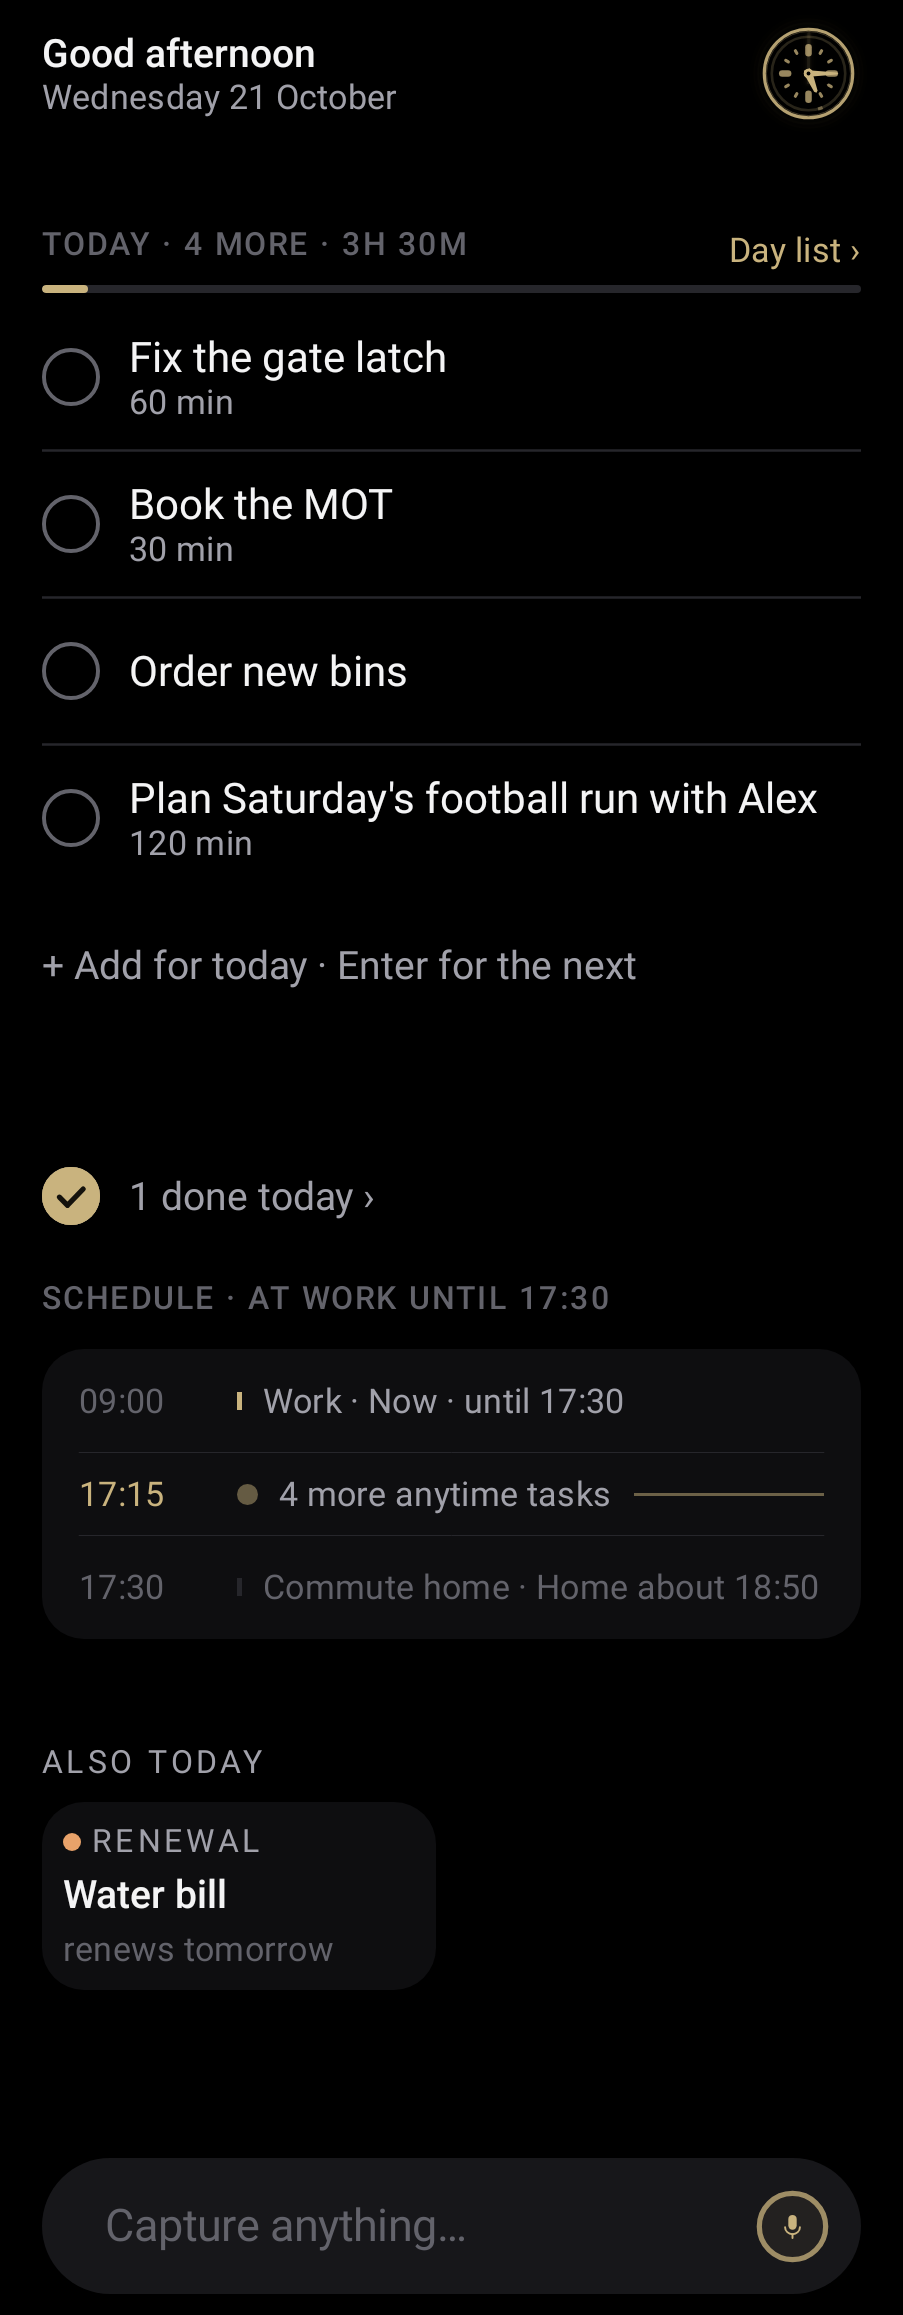 Good afternoon
Wednesday 21 October
TODAY · 4 MORE · 3H 30M
Day list ›
Fix the gate latch
60 min
Book the MOT
30 min
Order new bins
Plan Saturday's football run with Alex
120 min
+ Add for today · Enter for the next
1 done today ›
SCHEDULE · AT WORK UNTIL 17:30
09:00 Work · Now · until 17:30
17:15 4 more anytime tasks
17:30 Commute home · Home about 18:50
ALSO TODAY
RENEWAL
Water bill
renews tomorrow
Capture anything...